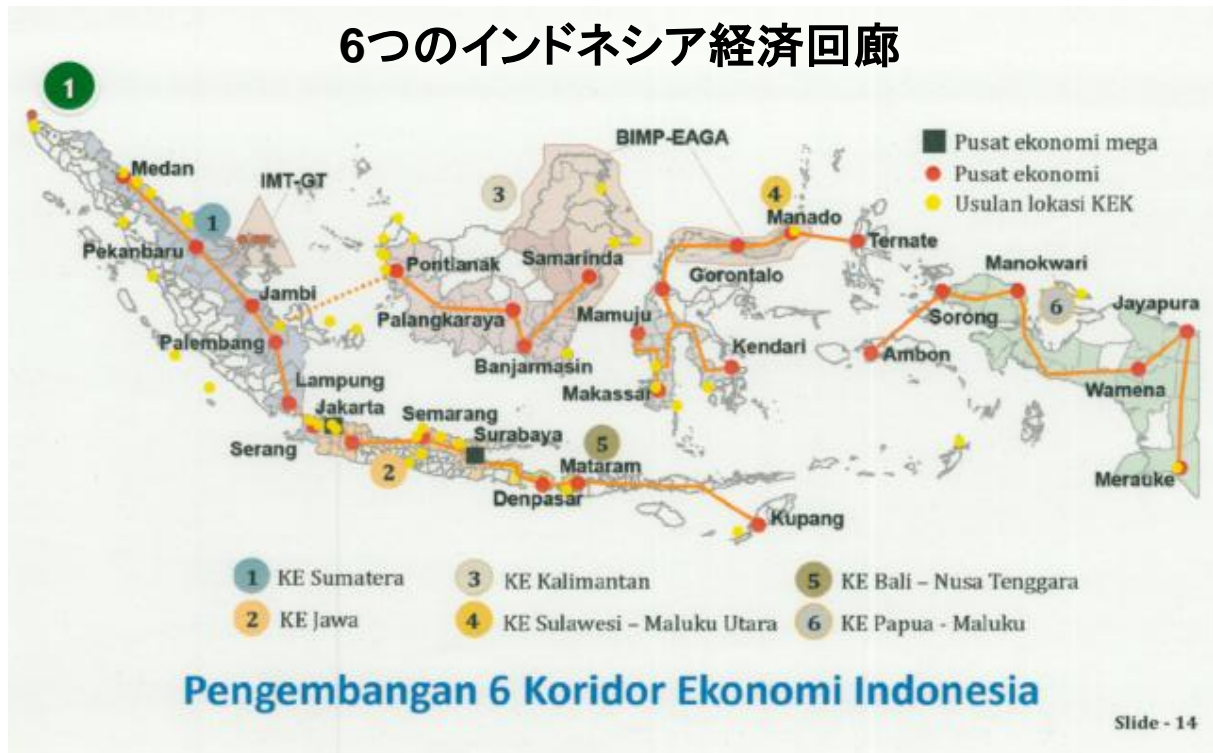 6つのインドネシア経済回廊
1
BIMP-EAGA
Pusat ekonomi mega
Pusat ekonomi
Usulan lokasi KEK
Medan
IMT-GT
3
4
Manado
1
Ternate
Pekanbaru
Pontianak
Samarinda
Gorontalo
Manokwari
Jambi
Mamuju
6
Jayapura
Palangkaraya
Sorong
Palembang
Kendari
Ambon
Banjarmasin
Wamena
Lampung
Makassar
Jakarta
Semarang
Serang
Surabaya
5
2
Mataram
Merauke
Denpasar
Kupang
1 KE Sumatera
3 KE Kalimantan
5 KE Bali – Nusa Tenggara
2 KE Jawa
4 KE Sulawesi – Maluku Utara
6 KE Papua - Maluku
Pengembangan 6 Koridor Ekonomi Indonesia
Slide - 14